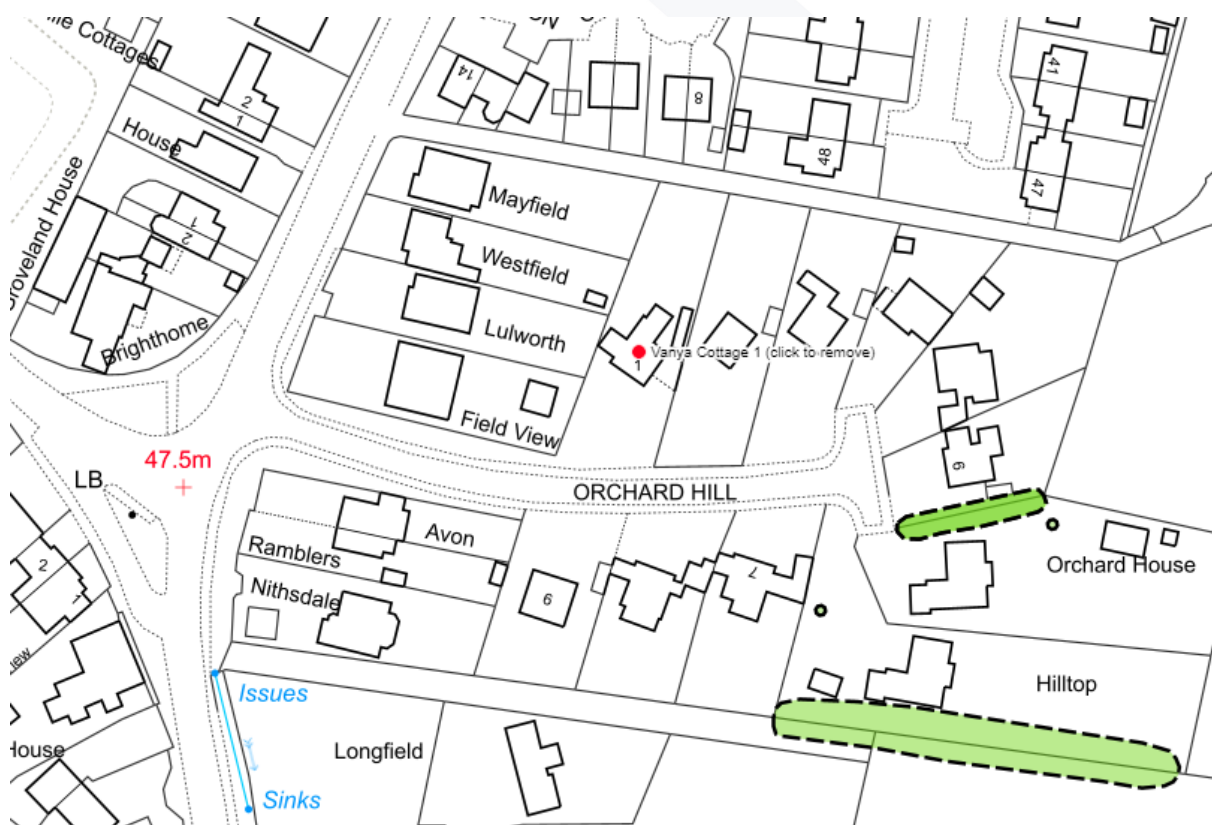 Cottages
14
8
41
2
1
House
48
47
Groveland House
Mayfield
1
2
Westfield
Lulworth
Brighthome
Vanya Cottage 1 (click to remove)
1
Field View
47.5m
LB
ORCHARD HILL
9
Avon
Ramblers
2
Orchard House
Nithsdale
6
7
1
Hilltop
Issues
House
Longfield
Sinks